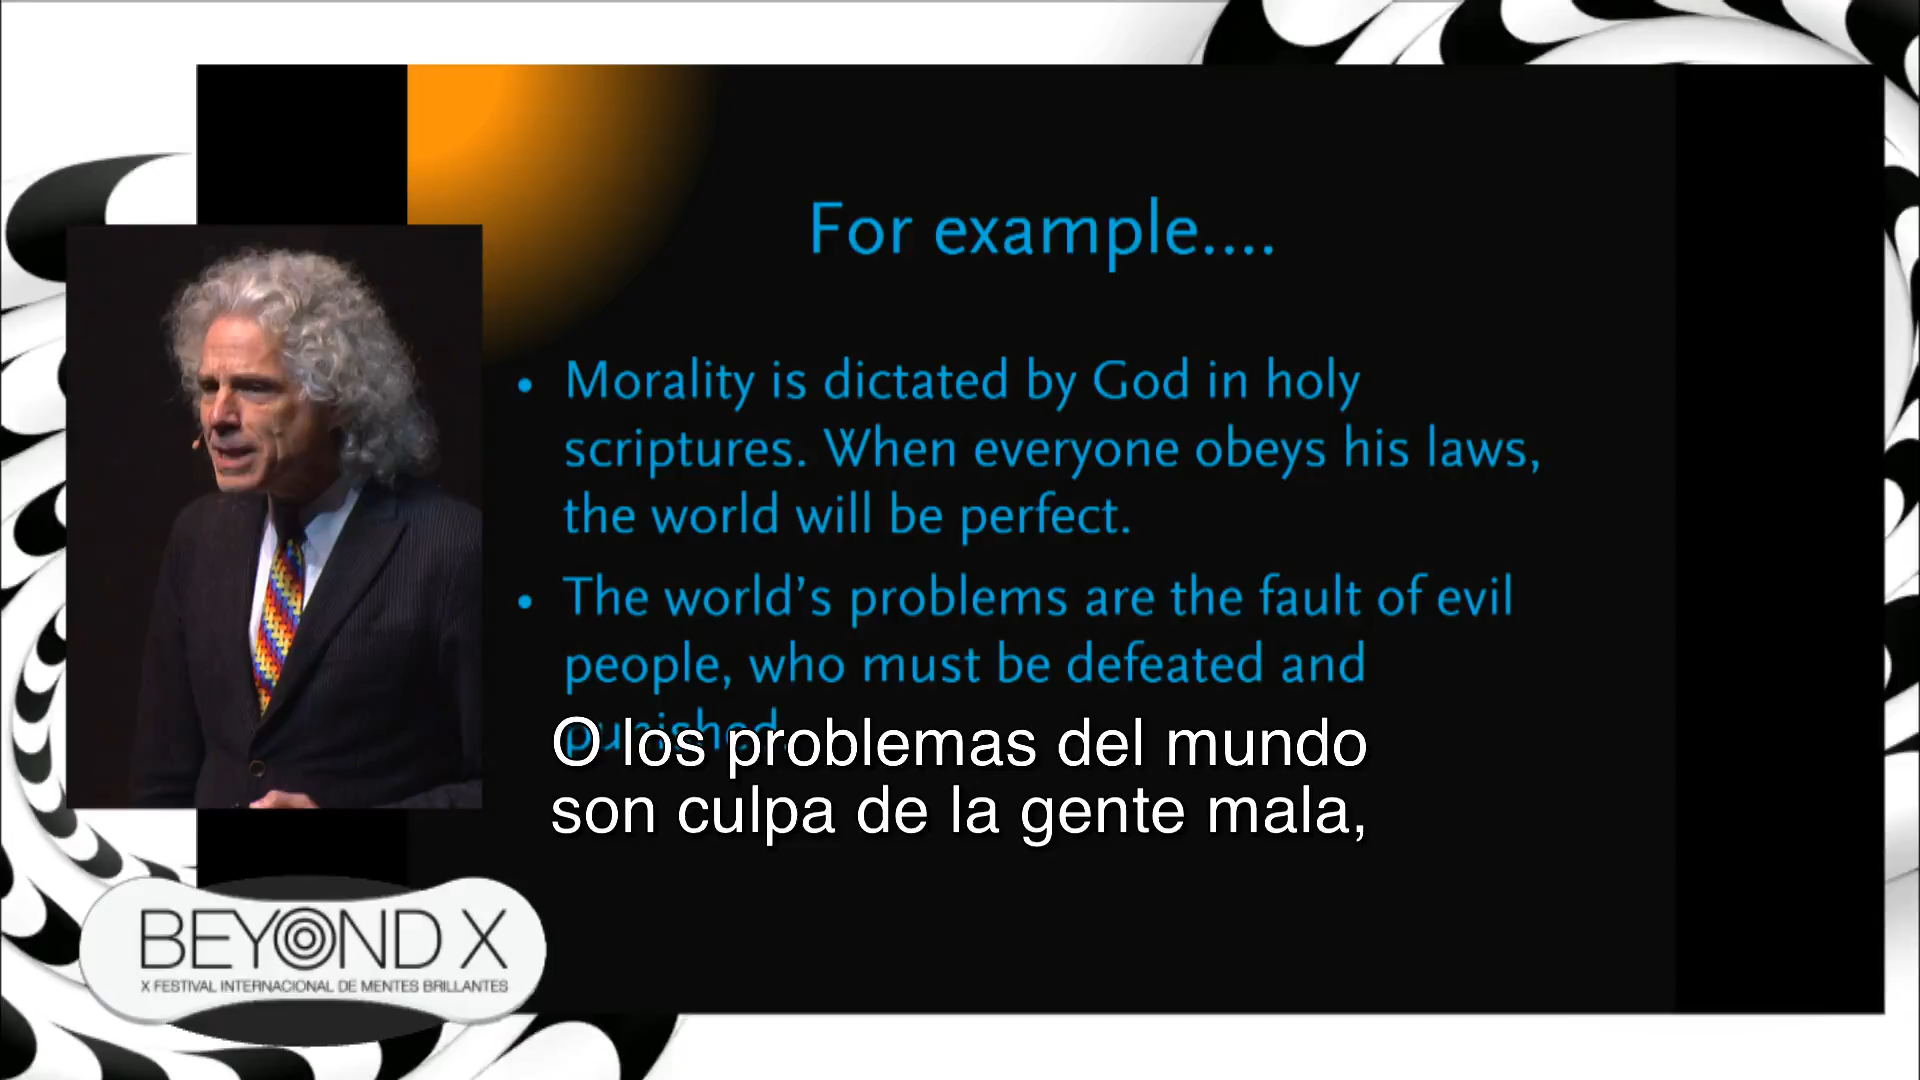 For example....
• Morality is dictated by God in holy
scriptures. When everyone obeys his laws,
the world will be perfect.
• The world's problems are the fault of evil
people, who must be defeated and
punished.
O los problemas del mundo
son culpa de la gente mala,
BEYOND X
X FESTIVAL INTERNACIONAL DE MENTES BRILLANTES